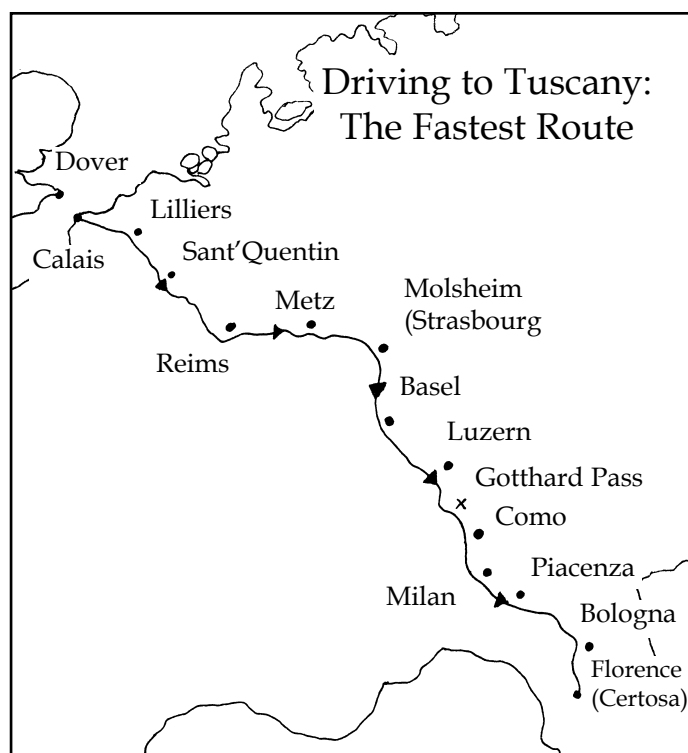 Driving to Tuscany:
The Fastest Route
Dover
Lilliers
Calais
Sant'Quentin
Metz
Molsheim
(Strasbourg
Reims
Basel
Luzern
Gotthard Pass
Como
Piacenza
Milan
Bologna
Florence
(Certosa)